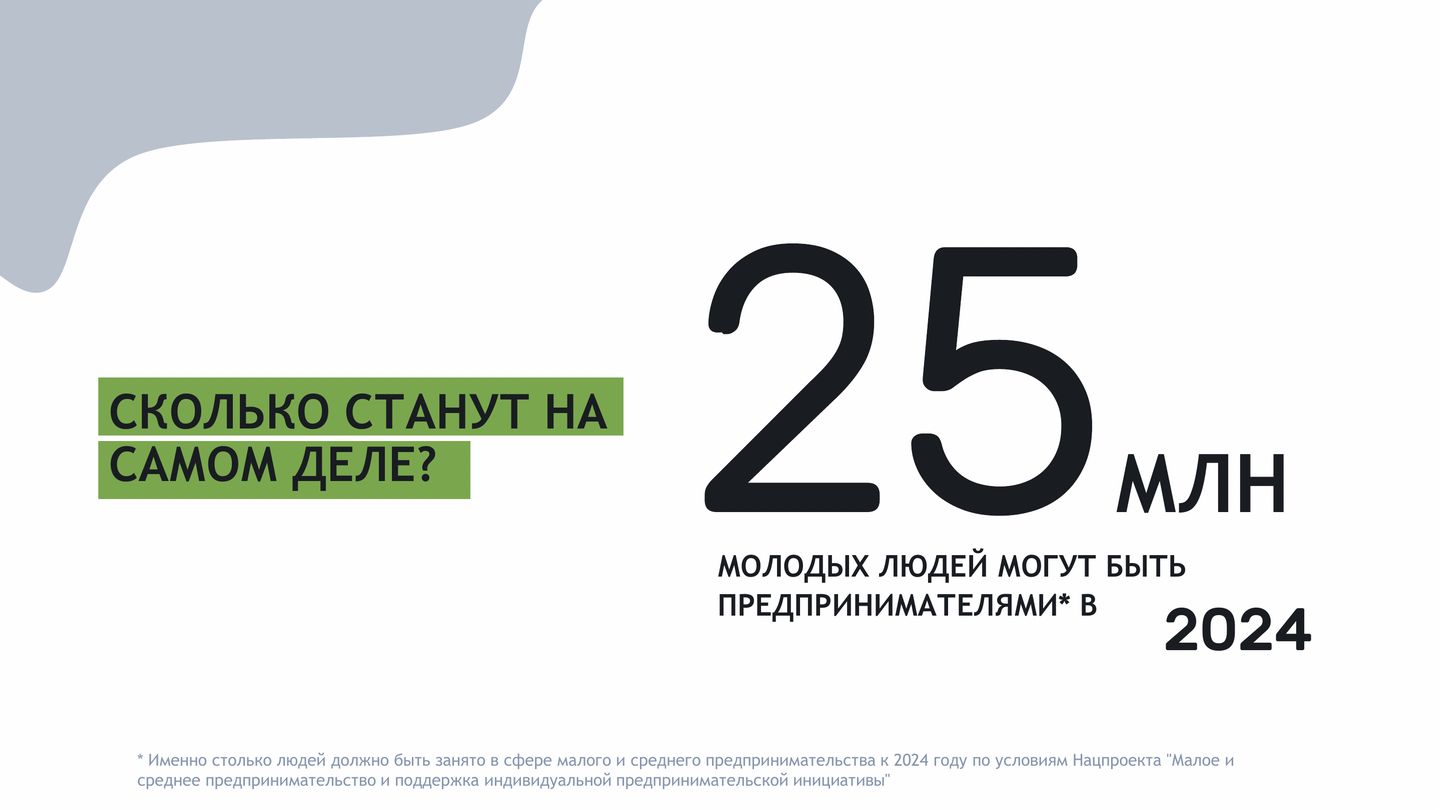 СКОЛЬКО СТАНУТ НА
САМОМ ДЕЛЕ?
25 МЛН
МОЛОДЫХ ЛЮДЕЙ МОГУТ БЫТЬ
ПРЕДПРИНИМАТЕЛЯМИ* В
2024
* Именно столько людей должно быть занято в сфере малого и среднего предпринимательства к 2024 году по условиям Нацпроекта "Малое и
среднее предпринимательство и поддержка индивидуальной предпринимательской инициативы"